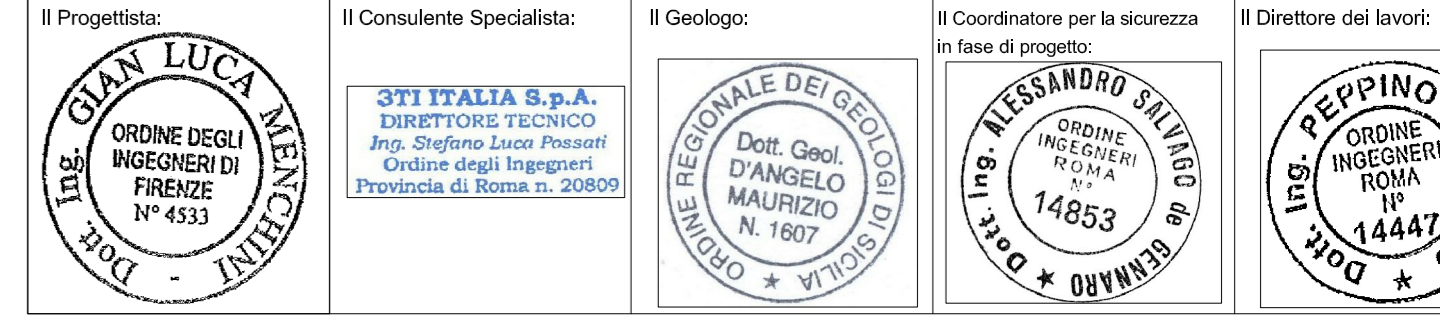 Il Progettista:
Dott. Ing. GIAN LUCA MENCHINI -
ORDINE DEGLI
INGEGNERI DI
FIRENZE
N° 4533
Il Consulente Specialista:
3TI ITALIA S.p.A.
DIRETTORE TECNICO
Ing. Stefano Luca Possati
Ordine degli Ingegneri
Provincia di Roma n. 20809
Il Geologo:
ORDINE REGIONALE DEI GEOLOGI DI SICILIA ★
Dott. Geol.
D'ANGELO
MAURIZIO
N. 1607
Il Coordinatore per la sicurezza
in fase di progetto:
Dott. Ing. ALESSANDRO SALVAGO de GENNARO ★
ORDINE
INGEGNERI
ROMA
N°
14853
Il Direttore dei lavori:
Dott. Ing. PEPPINO ★
ORDINE
INGEGNERI
ROMA
N°
14447